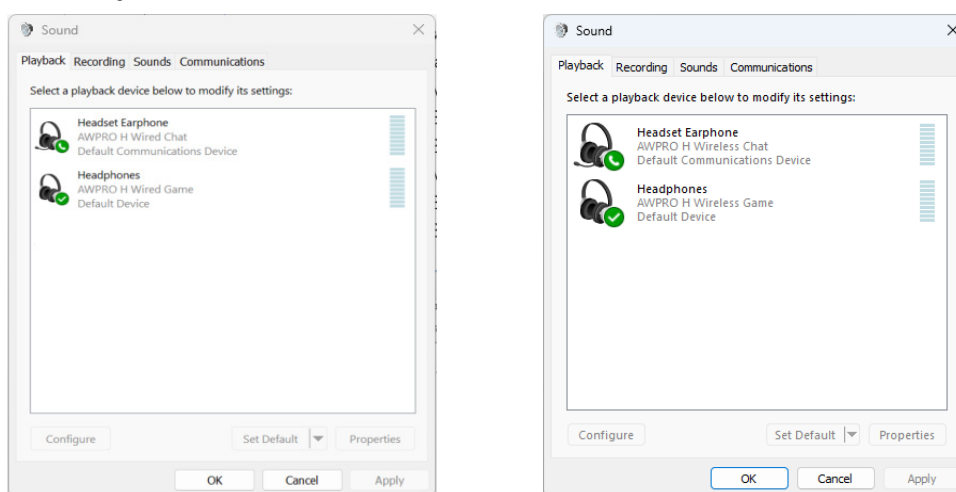 Sound
Playback Recording Sounds Communications
Select a playback device below to modify its settings:
Headset Earphone
AWPRO H Wired Chat
Default Communications Device
Headphones
AWPRO H Wired Game
Default Device
Configure Set Default Properties
OK Cancel Apply
Sound
Playback Recording Sounds Communications
Select a playback device below to modify its settings:
Headset Earphone
AWPRO H Wireless Chat
Default Communications Device
Headphones
AWPRO H Wireless Game
Default Device
Configure Set Default Properties
OK Cancel Apply